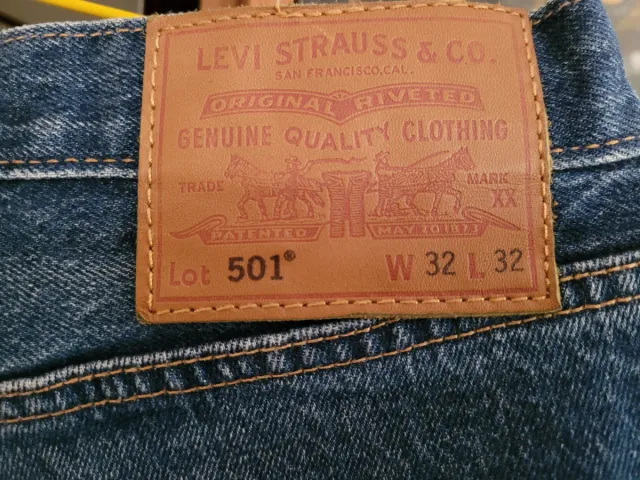 LEVI STRAUSS & CO.
SAN FRANCISCO, CAL.
ORIGINAL RIVETED
GENUINE QUALITY CLOTHING
TRADE MARK
XX
PATENTED MAY 20 1873
Lot 501® W 32 L 32